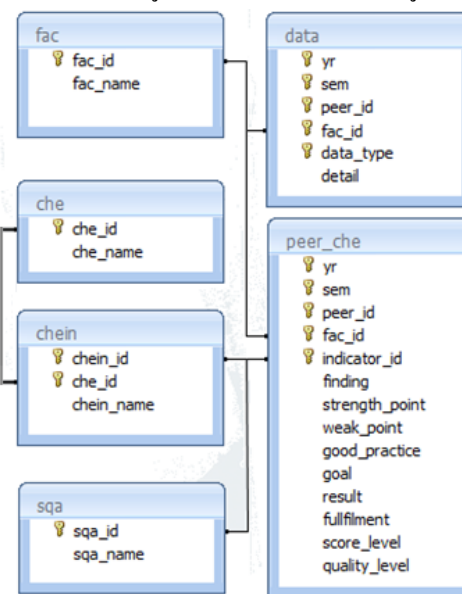 fac
fac_id
fac_name
che
che_id
che_name
chein
chein_id
che_id
chein_name
sqa
sqa_id
sqa_name
data
yr
sem
peer_id
fac_id
data_type
detail
peer_che
yr
sem
peer_id
fac_id
indicator_id
finding
strength_point
weak_point
good_practice
goal
result
fullfilment
score_level
quality_level